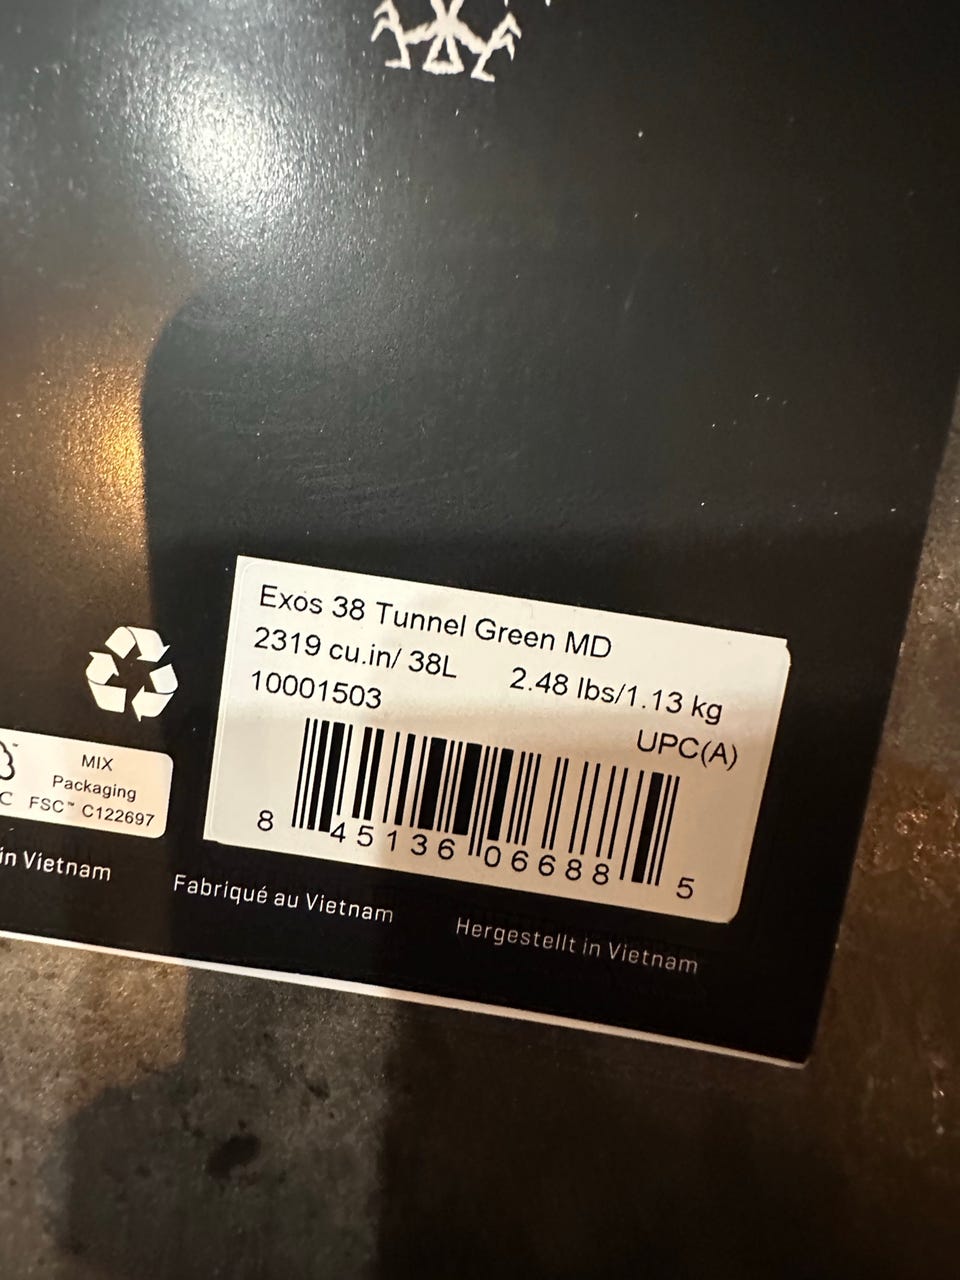 Exos 38 Tunnel Green MD
2319 cu.in/ 38L 2.48 lbs/1.13 kg
10001503
UPC(A)
8 45136 06688 5
MIX
Packaging
FSC™ C122697
in Vietnam
Fabriqué au Vietnam
Hergestellt in Vietnam